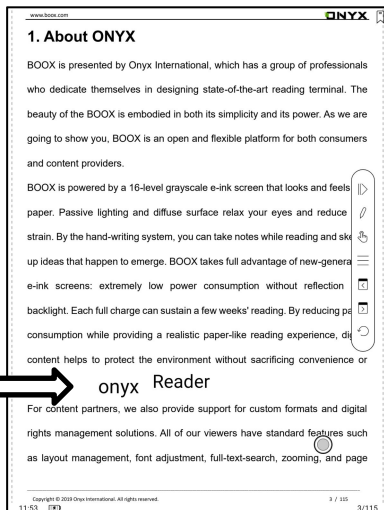 www.boox.com
ONYX
1. About ONYX
BOOX is presented by Onyx International, which has a group of professionals
who dedicate themselves in designing state-of-the-art reading terminal. The
beauty of the BOOX is embodied in both its simplicity and its power. As we are
going to show you, BOOX is an open and flexible platform for both consumers
and content providers.
BOOX is powered by a 16-level grayscale e-ink screen that looks and feels
paper. Passive lighting and diffuse surface relax your eyes and reduce
strain. By the hand-writing system, you can take notes while reading and
up ideas that happen to emerge. BOOX takes full advantage of
e-ink screens: extremely low power consumption without reflection
backlight. Each full charge can sustain a few weeks' reading. By reducing
consumption while providing a realistic paper-like reading experience,
content helps to protect the environment without sacrificing convenience or
onyx Reader
For content partners, we also provide support for custom formats and digital
rights management solutions. All of our viewers have standard features such
as layout management, font adjustment, full-text-search, zooming, and page
Copyright © 2019 Onyx International. All rights reserved.
3 / 115
11:53
3/115